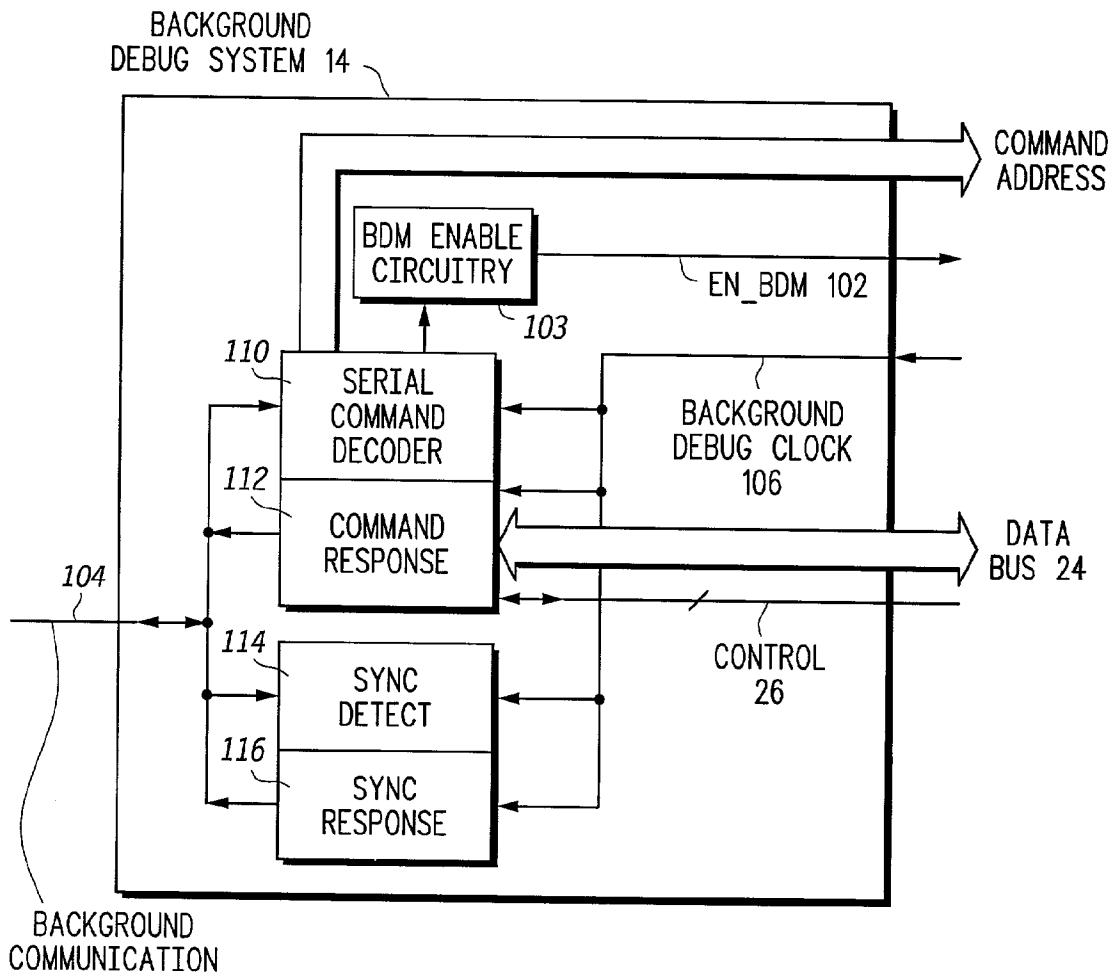 BACKGROUND
DEBUG SYSTEM 14
COMMAND
ADDRESS
BDM ENABLE
CIRCUITRY
EN_BDM 102
103
110
SERIAL
COMMAND
DECODER
BACKGROUND
DEBUG CLOCK
106
112
COMMAND
RESPONSE
DATA
BUS 24
104
114
SYNC
DETECT
CONTROL
26
116
SYNC
RESPONSE
BACKGROUND
COMMUNICATION